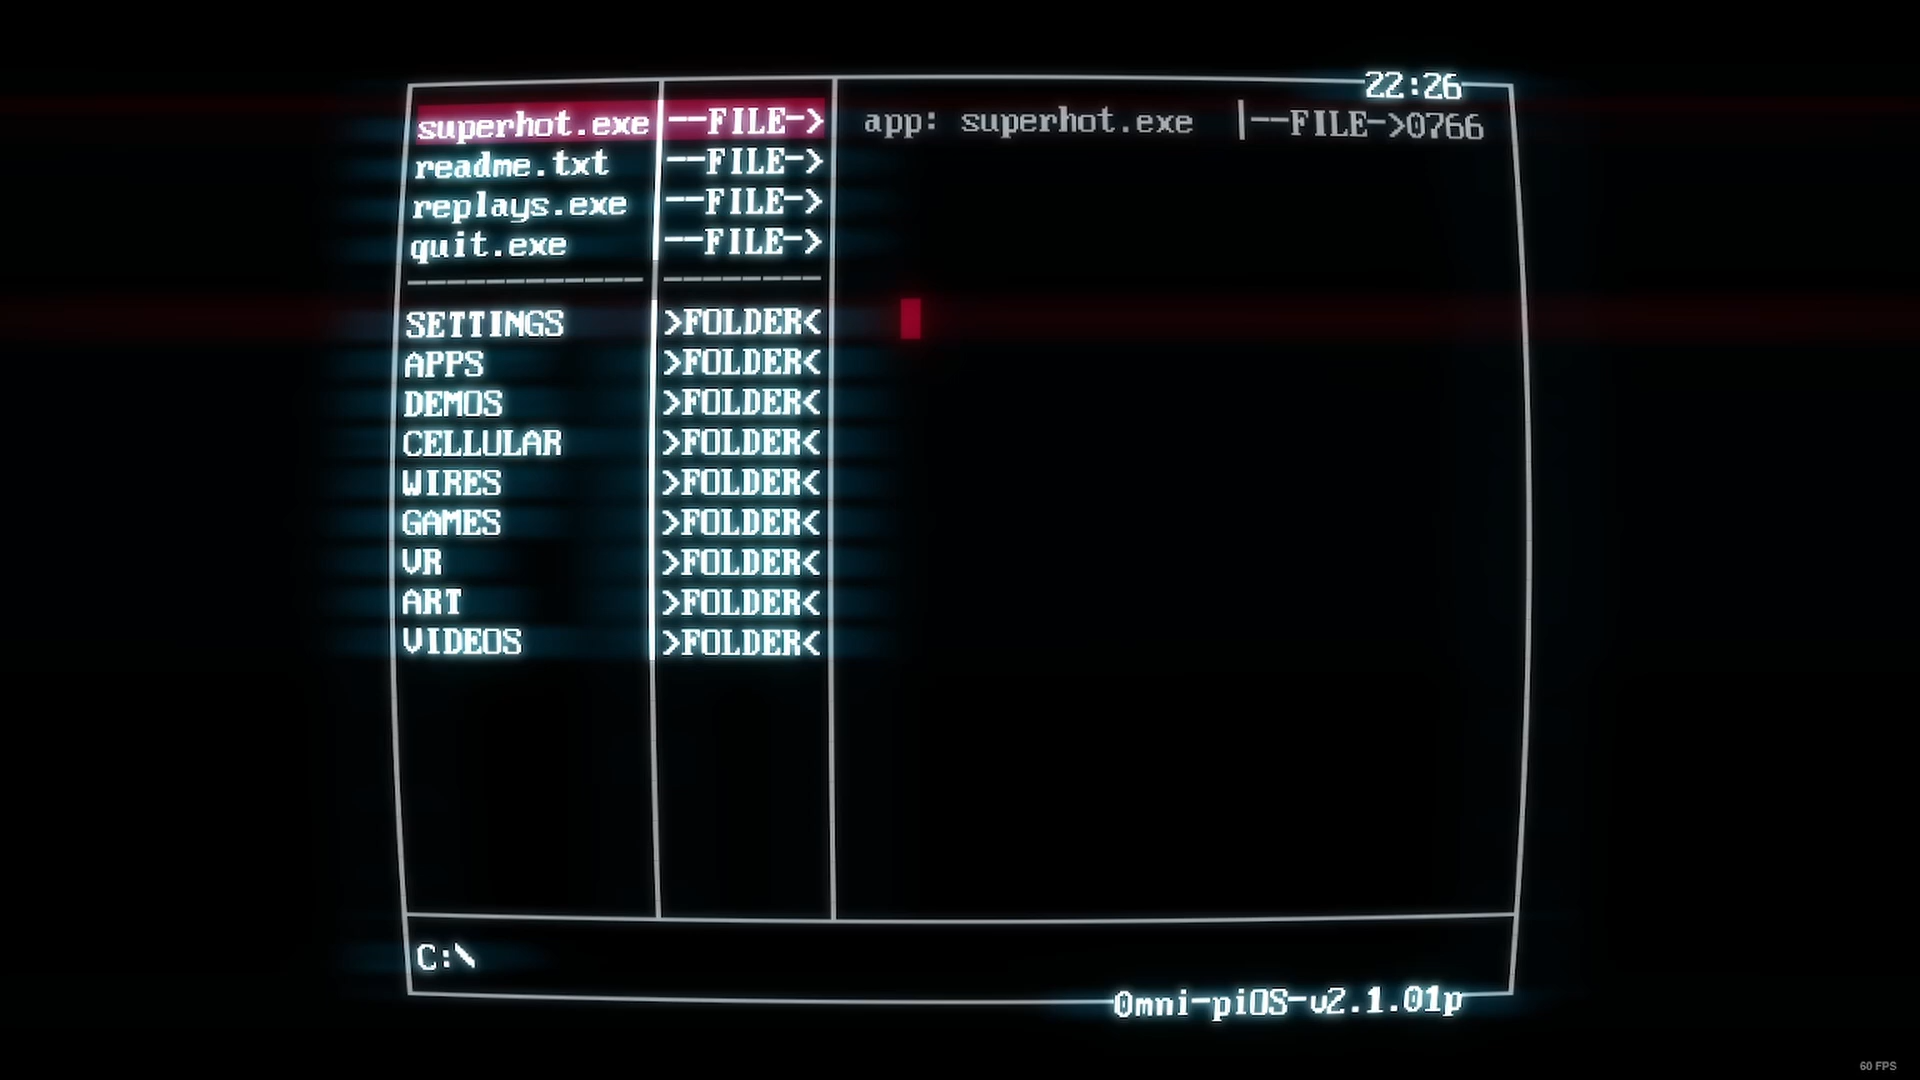 22:26
superhot.exe --FILE-> app: superhot.exe |--FILE->0766
readme.txt --FILE->
replays.exe --FILE->
quit.exe --FILE->
SETTINGS >FOLDER<
APPS >FOLDER<
DEMOS >FOLDER<
CELLULAR >FOLDER<
WIRES >FOLDER<
GAMES >FOLDER<
VR >FOLDER<
ART >FOLDER<
VIDEOS >FOLDER<
C:\
Omni-piOS-v2.1.01p
60 FPS